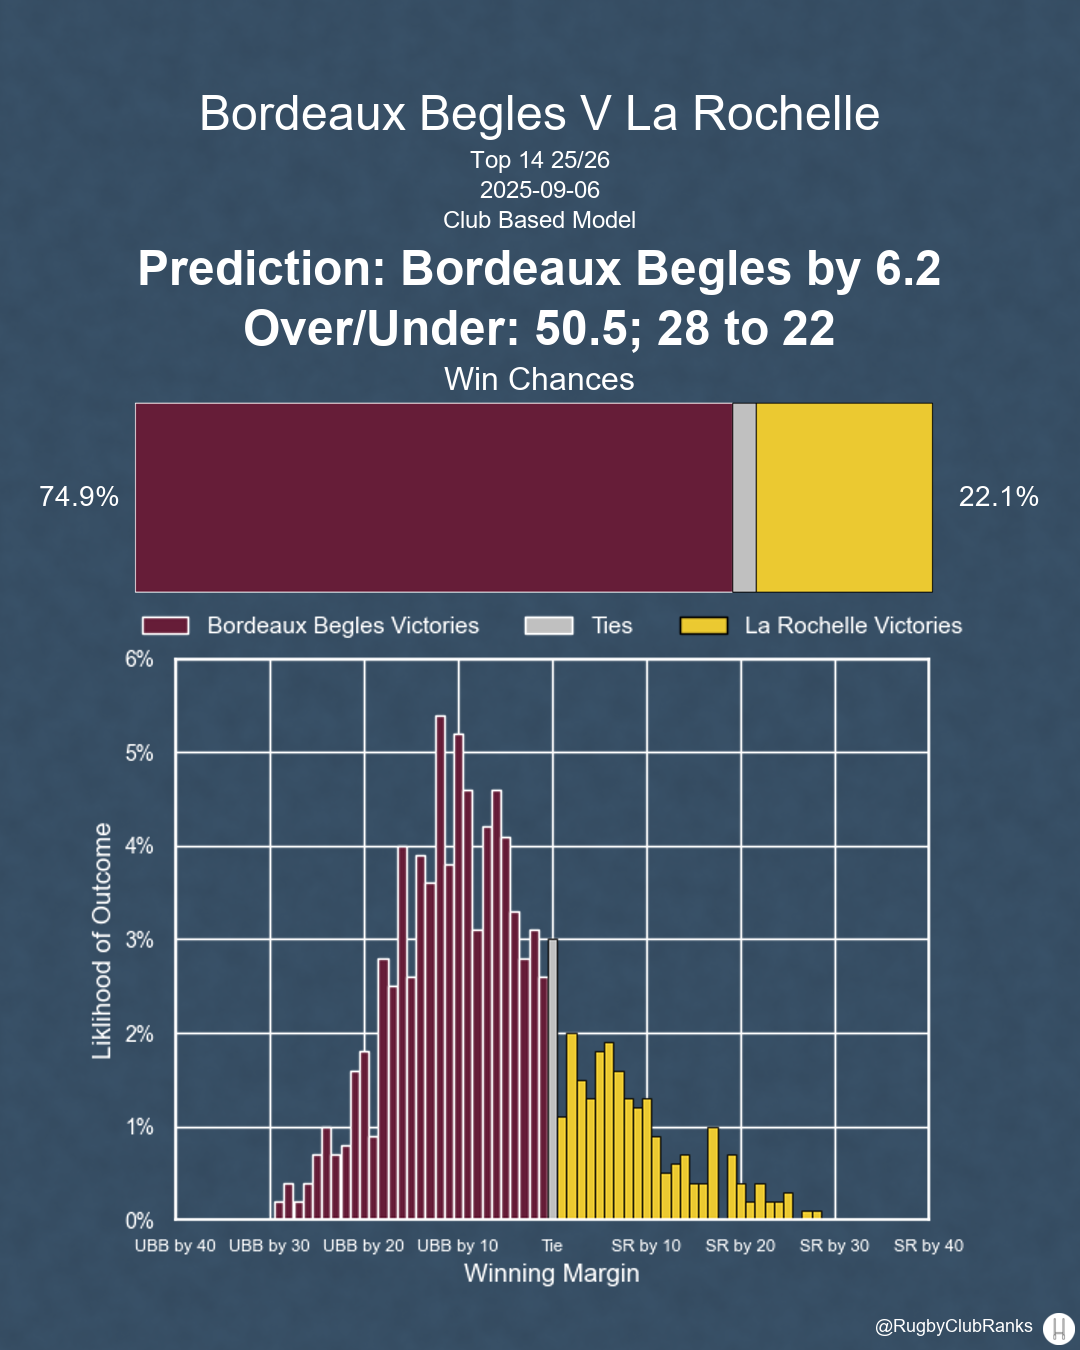 Bordeaux Begles V La Rochelle
Top 14 25/26
2025-09-06
Club Based Model
Prediction: Bordeaux Begles by 6.2
Over/Under: 50.5; 28 to 22
Win Chances
74.9%
22.1%
Bordeaux Begles Victories
Ties
La Rochelle Victories
6%
5%
4%
3%
2%
1%
0%
Liklihood of Outcome
UBB by 40
UBB by 30
UBB by 20
UBB by 10
Tie
SR by 10
SR by 20
SR by 30
SR by 40
Winning Margin
@RugbyClubRanks